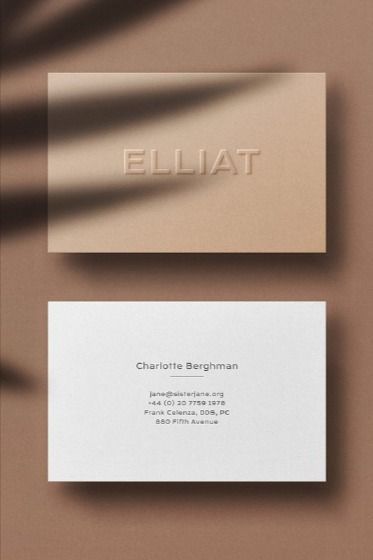 ELLIAT
Charlotte Berghman
jane@sisterjane.org
+44 (0) 20 7759 1978
Frank Celenza, DDS, PC
880 Fifth Avenue